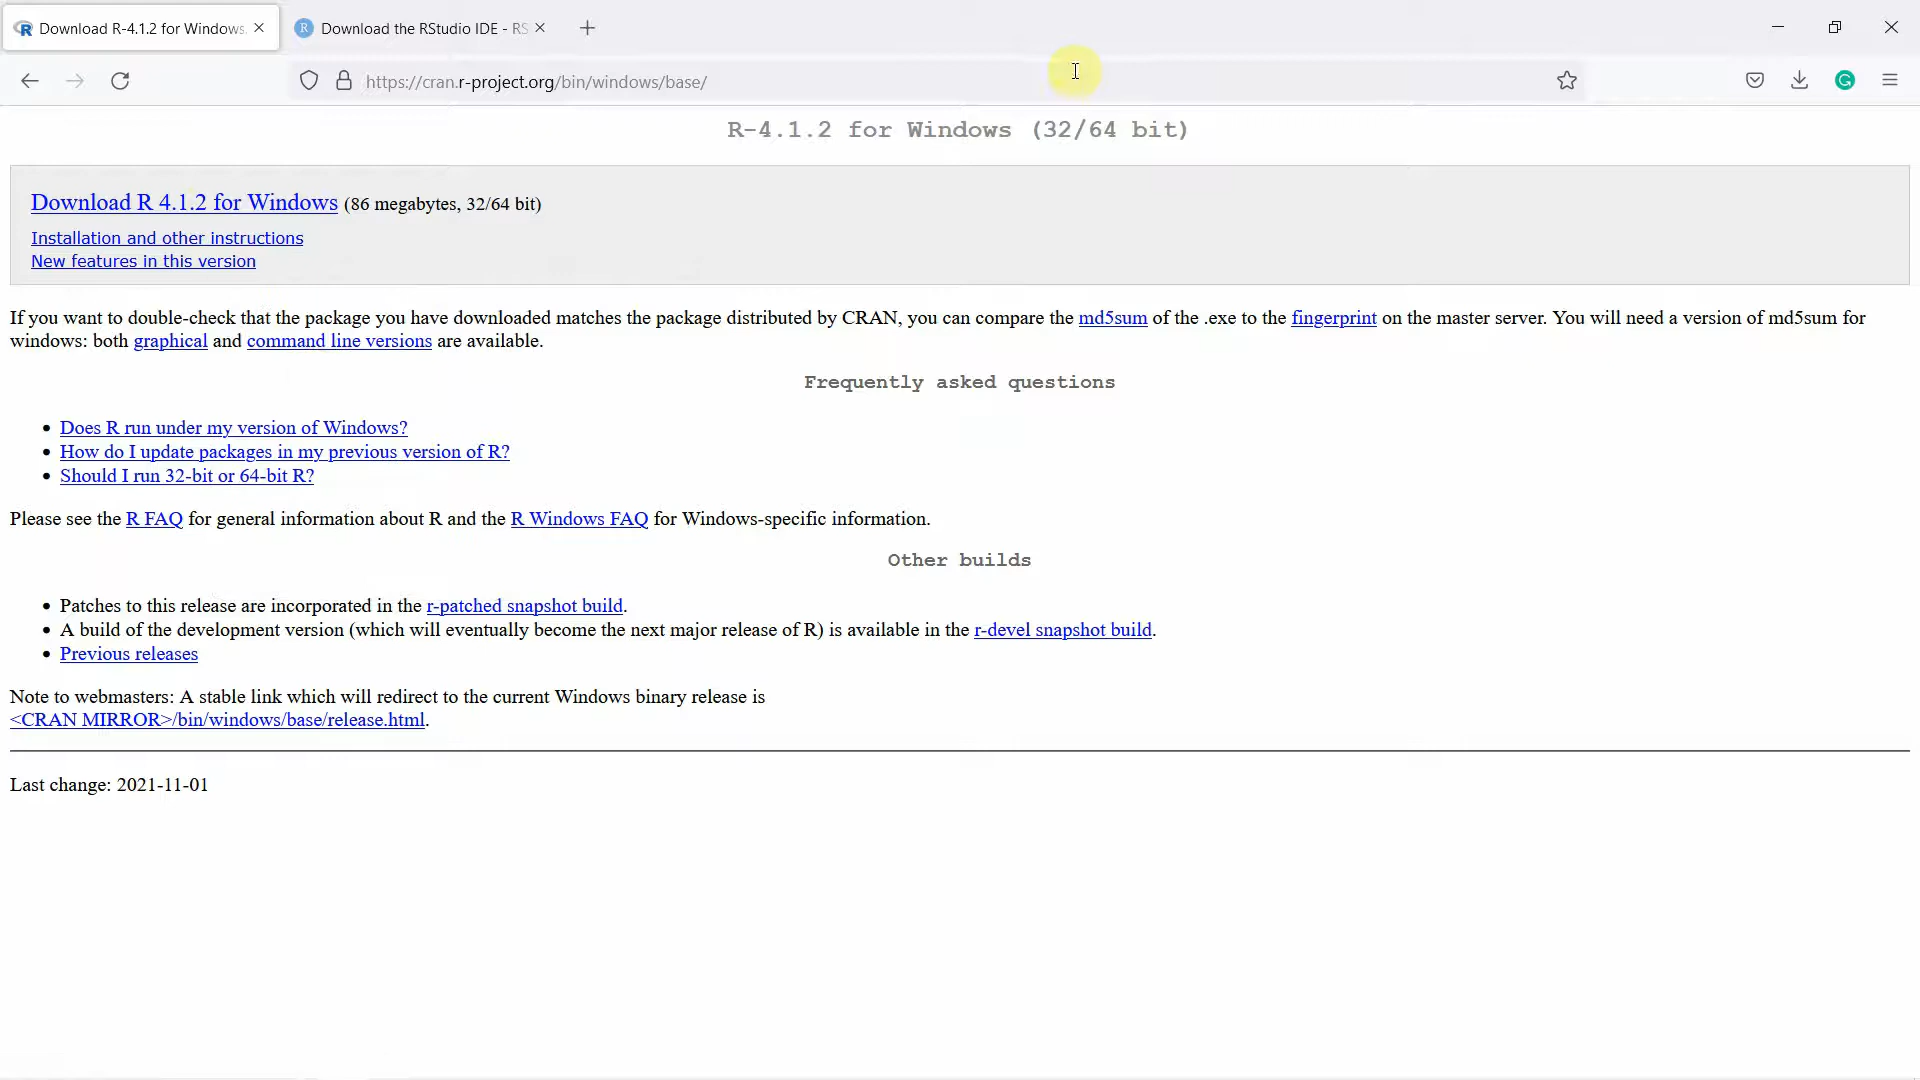 Download R-4.1.2 for Windows.
Download the RStudio IDE - RS
https://cran.r-project.org/bin/windows/base/
R-4.1.2 for Windows (32/64 bit)
Download R 4.1.2 for Windows (86 megabytes, 32/64 bit)
Installation and other instructions
New features in this version
If you want to double-check that the package you have downloaded matches the package distributed by CRAN, you can compare the md5sum of the .exe to the fingerprint on the master server. You will need a version of md5sum for
windows: both graphical and command line versions are available.
Frequently asked questions
• Does R run under my version of Windows?
• How do I update packages in my previous version of R?
• Should I run 32-bit or 64-bit R?
Please see the R FAQ for general information about R and the R Windows FAQ for Windows-specific information.
Other builds
• Patches to this release are incorporated in the r-patched snapshot build.
• A build of the development version (which will eventually become the next major release of R) is available in the r-devel snapshot build.
• Previous releases
Note to webmasters: A stable link which will redirect to the current Windows binary release is
<CRAN MIRROR>/bin/windows/base/release.html.
Last change: 2021-11-01